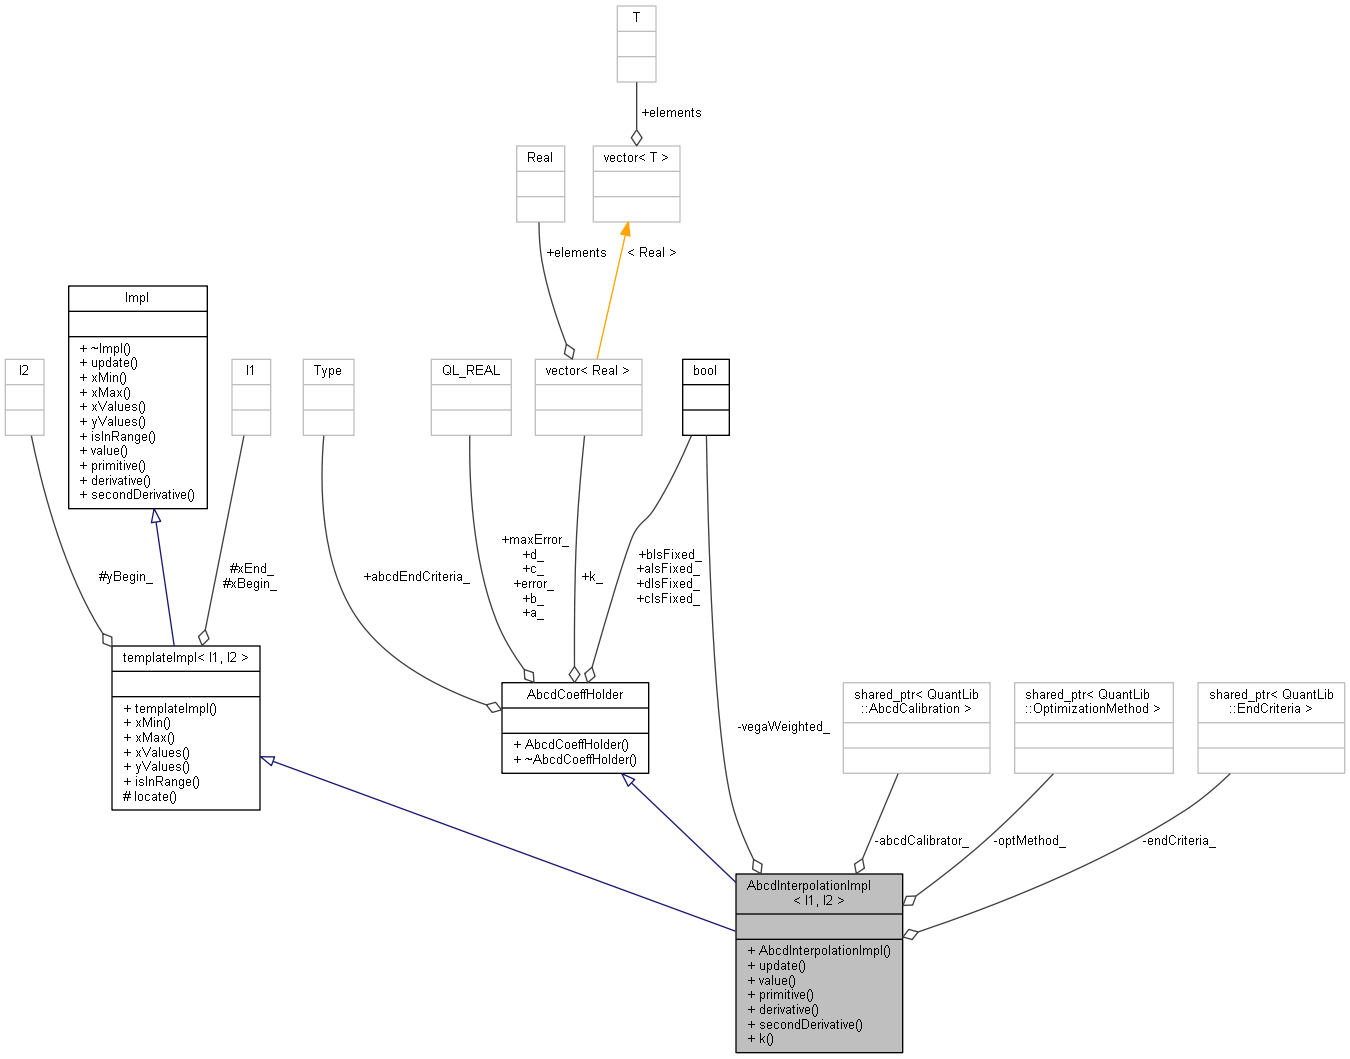 T
+elements
Real
vector< T >
+elements
< Real >
Impl
+ ~Impl()
+ update()
+ xMin()
+ xMax()
+ xValues()
+ yValues()
+ isInRange()
+ value()
+ primitive()
+ derivative()
+ secondDerivative()
I2
I1
Type
QL_REAL
vector< Real >
bool
#yBegin_
#xEnd_
#xBegin_
+abcdEndCriteria_
+maxError_
+d_
+c_
+error_
+b_
+a_
+k_
+bIsFixed_
+aIsFixed_
+dIsFixed_
+cIsFixed_
templateImpl< I1, I2 >
+ templateImpl()
+ xMin()
+ xMax()
+ xValues()
+ yValues()
+ isInRange()
# locate()
AbcdCoeffHolder
+ AbcdCoeffHolder()
+ ~AbcdCoeffHolder()
-vegaWeighted_
shared_ptr< QuantLib
::AbcdCalibration >
shared_ptr< QuantLib
::OptimizationMethod >
shared_ptr< QuantLib
::EndCriteria >
-abcdCalibrator_
-optMethod_
-endCriteria_
AbcdInterpolationImpl
< I1, I2 >
+ AbcdInterpolationImpl()
+ update()
+ value()
+ primitive()
+ derivative()
+ secondDerivative()
+ k()